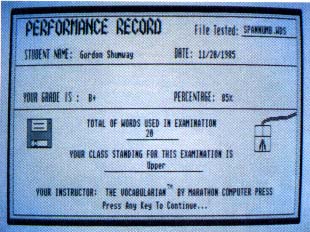 PERFORMANCE RECORD File Tested: SPANNUMB.WDS
STUDENT NAME: Gordon Shumway DATE: 11/20/1985
YOUR GRADE IS : B+ PERCENTAGE: 85%
TOTAL OF WORDS USED IN EXAMINATION
20
YOUR CLASS STANDING FOR THIS EXAMINATION IS
Upper
YOUR INSTRUCTOR: THE VOCABULARIAN™ BY MARATHON COMPUTER PRESS
Press Any Key To Continue...